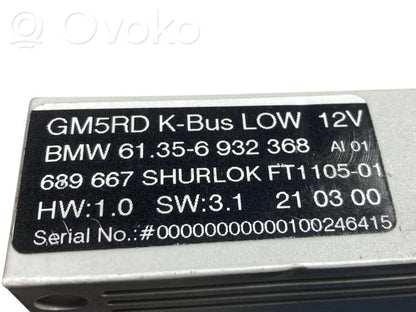 Ovoko
GM5RD K-Bus LOW 12V
BMW 61.35-6 932 368 AI 01
689 667 SHURLOK FT1105-01
HW:1.0 SW:3.1 21 03 00
Serial No.:#00000000000100246415